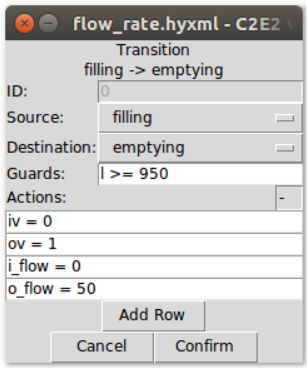 flow_rate.hyxml - C2E2
Transition
filling -> emptying
ID: 0
Source: filling
Destination: emptying
Guards: l >= 950
Actions: -
iv = 0
ov = 1
i_flow = 0
o_flow = 50
Add Row
Cancel Confirm